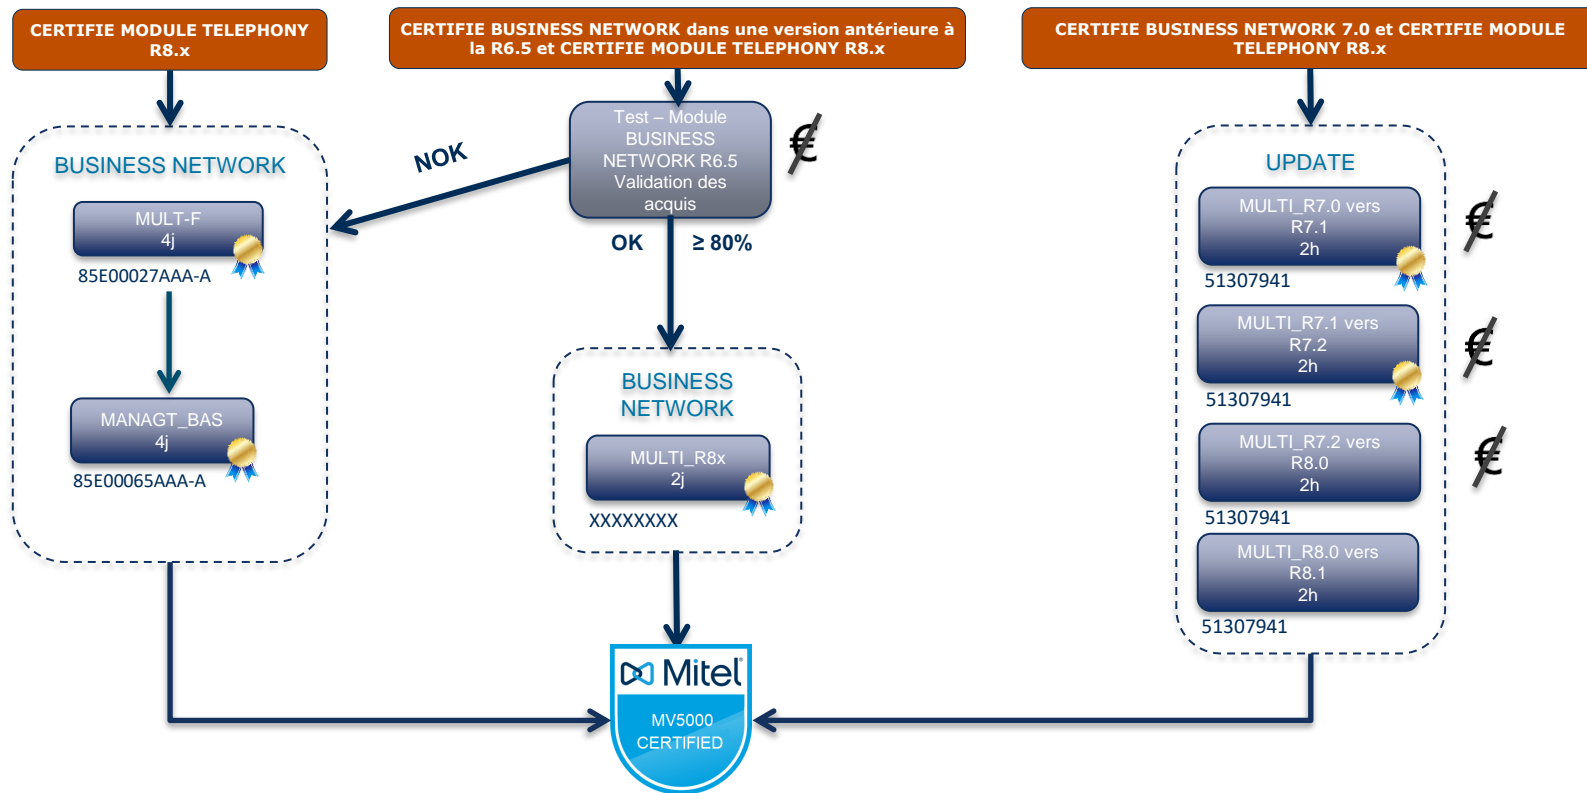 CERTIFIE MODULE TELEPHONY
R8.x
CERTIFIE BUSINESS NETWORK dans une version antérieure à
la R6.5 et CERTIFIE MODULE TELEPHONY R8.x
CERTIFIE BUSINESS NETWORK 7.0 et CERTIFIE MODULE
TELEPHONY R8.x
BUSINESS NETWORK
MULT-F
4j
85E00027AAA-A
MANAGT_BAS
4j
85E00065AAA-A
NOK
Test – Module
BUSINESS
NETWORK R6.5
Validation des
acquis
€
OK ≥ 80%
BUSINESS
NETWORK
MULTI_R8x
2j
XXXXXXXX
UPDATE
MULTI_R7.0 vers
R7.1
2h
51307941
€
MULTI_R7.1 vers
R7.2
2h
51307941
€
MULTI_R7.2 vers
R8.0
2h
51307941
€
MULTI_R8.0 vers
R8.1
2h
51307941
Mitel
MV5000
CERTIFIED